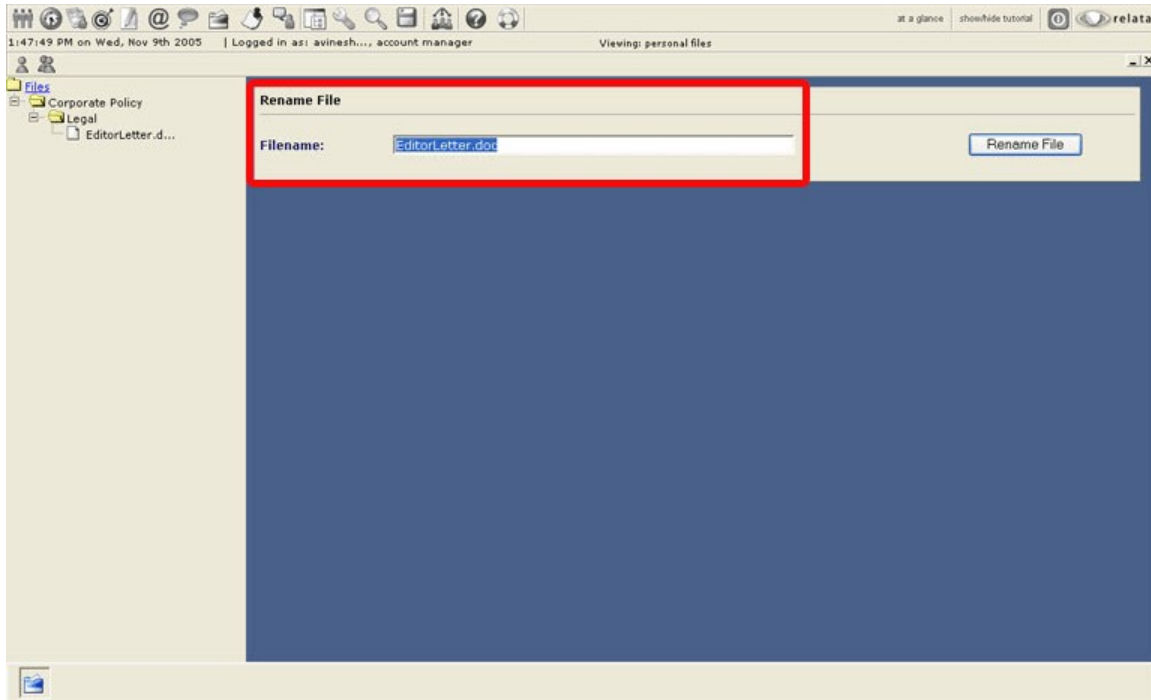 at a glance show/hide tutorial relata
1:47:49 PM on Wed, Nov 9th 2005 | Logged in as: avinesh..., account manager Viewing: personal files
Files
Corporate Policy
Legal
EditorLetter.d...
Rename File
Filename: EditorLetter.doc Rename File